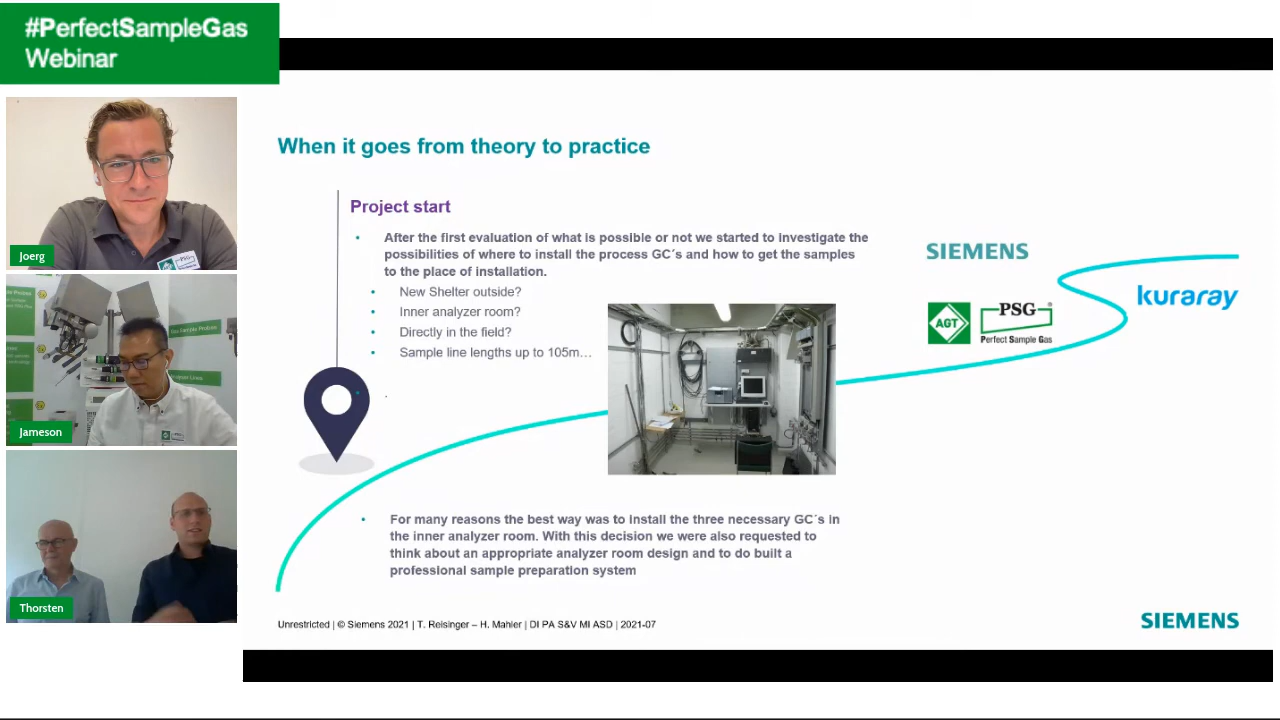 #PerfectSampleGas
Webinar
When it goes from theory to practice
Project start
• After the first evaluation of what is possible or not we started to investigate the
possibilities of where to install the process GC´s and how to get the samples
to the place of installation.
• New Shelter outside?
• Inner analyzer room?
• Directly in the field?
• Sample line lengths up to 105m…
• .
SIEMENS
AGT
PSG®
Perfect Sample Gas
kuraray
• For many reasons the best way was to install the three necessary GC´s in
the inner analyzer room. With this decision we were also requested to
think about an appropriate analyzer room design and to do built a
professional sample preparation system
Unrestricted | © Siemens 2021 | T. Reisinger – H. Mahler | DI PA S&V MI ASD | 2021-07
SIEMENS
Joerg
Gas Sample Probes
Jameson
Thorsten